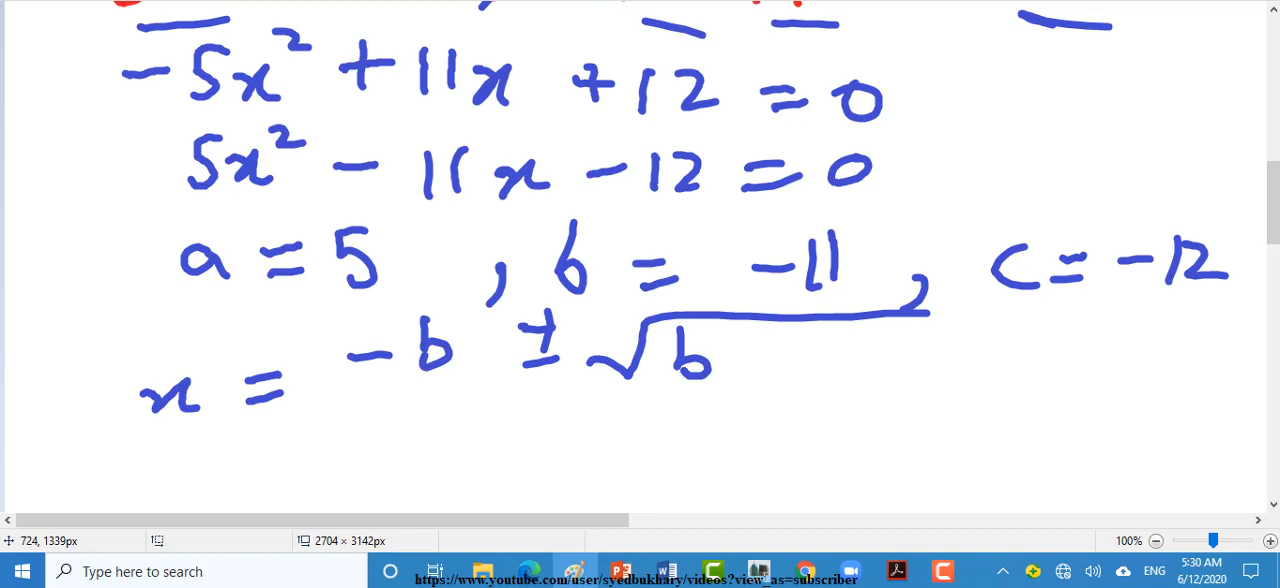 -5x² + 11x + 12 = 0
5x² - 11x - 12 = 0
a = 5 , b = -11 , c = -12
x = -b ± √b
724, 1339px
2704 × 3142px
100%
Type here to search
ENG
5:30 AM
6/12/2020
https://www.youtube.com/user/syedbukhary/videos?view_as=subscriber